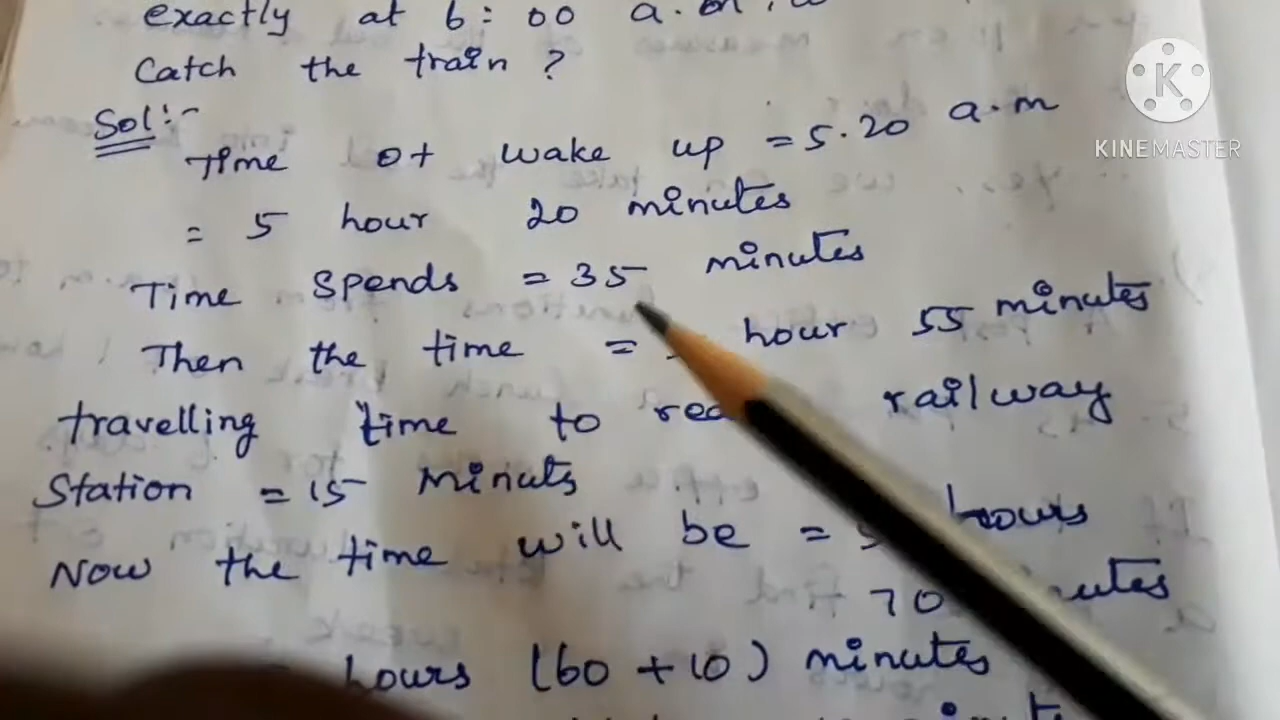 exactly at 6:00 a.m
Catch the train ?
Sol:-
Time of wake up = 5.20 a.m
= 5 hour 20 minutes
Time spends = 35 minutes
Then the time = hour 55 minutes
travelling time to railway
Station = 15 minuts
Now the time will be = 5 hours
70
hours (60 + 10) minutes
KINEMASTER